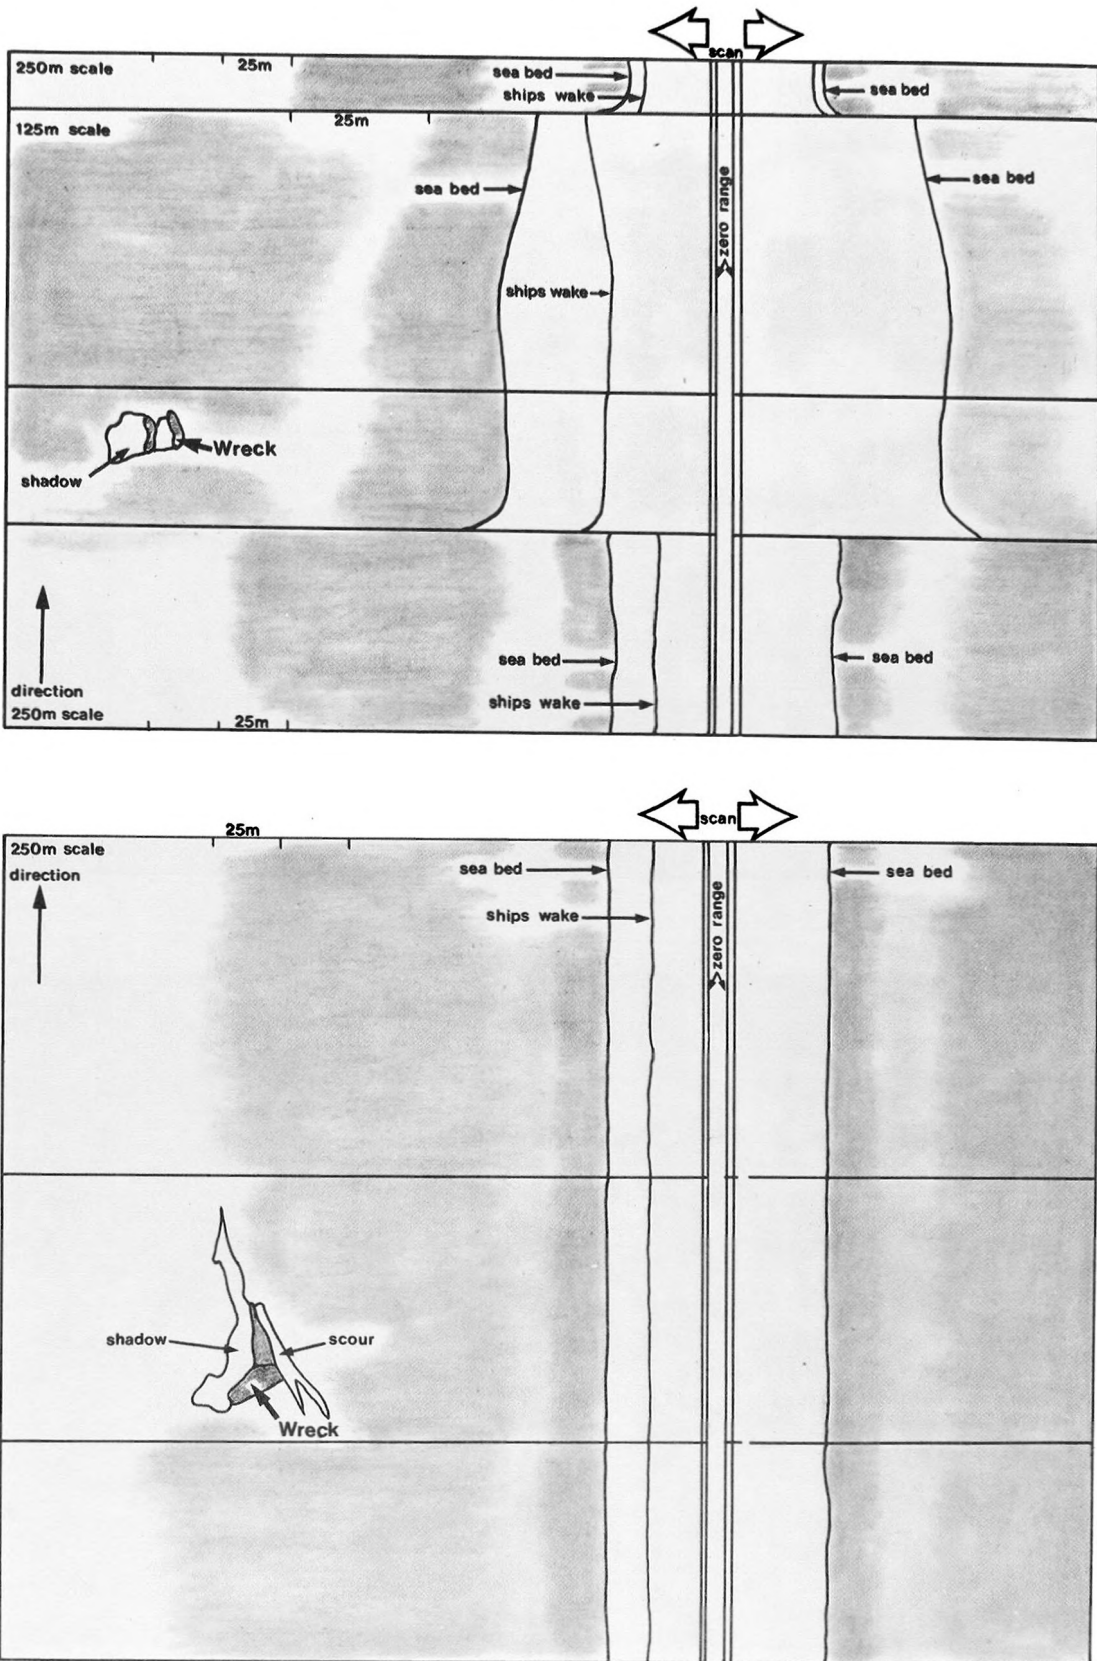 scan
250m scale
25m
sea bed
ships wake
sea bed
125m scale
25m
sea bed
sea bed
zero range
ships wake
Wreck
shadow
sea bed
sea bed
direction
ships wake
250m scale
25m
scan
25m
250m scale
direction
sea bed
sea bed
zero range
ships wake
shadow
scour
Wreck